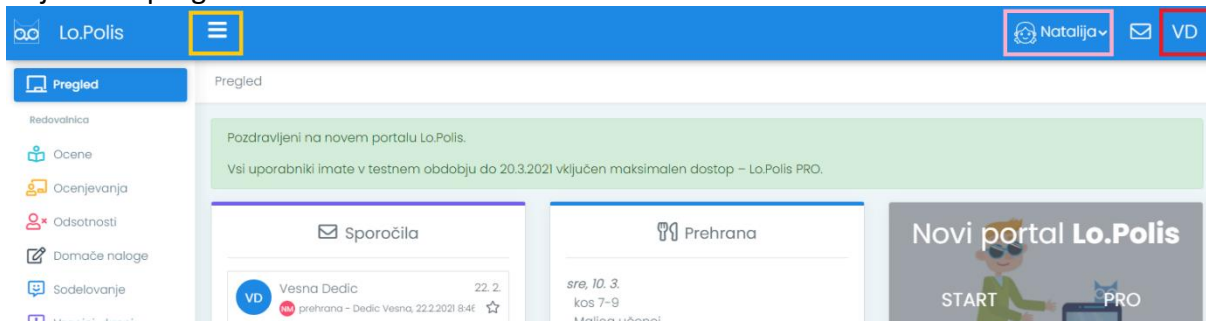 Lo.Polis
Natalija
VD
Pregled
Pregled
Redovalnica
Pozdravljeni na novem portalu Lo.Polis.
Vsi uporabniki imate v testnem obdobju do 20.3.2021 vključen maksimalen dostop – Lo.Polis PRO.
Ocene
Ocenjevanja
Odsotnosti
Domače naloge
Sodelovanje
Sporočila
VD
Vesna Dedic
22. 2.
NM prehrana - Dedic Vesna, 22.2.2021 8:46
Prehrana
sre, 10. 3.
kos 7-9
Novi portal Lo.Polis
START
PRO